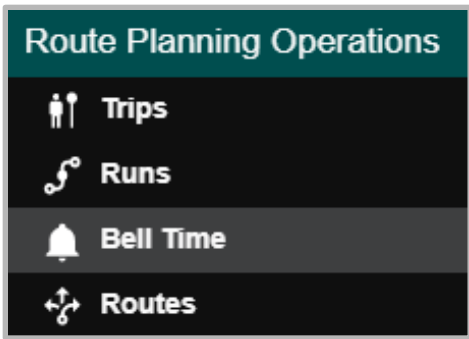 Route Planning Operations
Trips
Runs
Bell Time
Routes